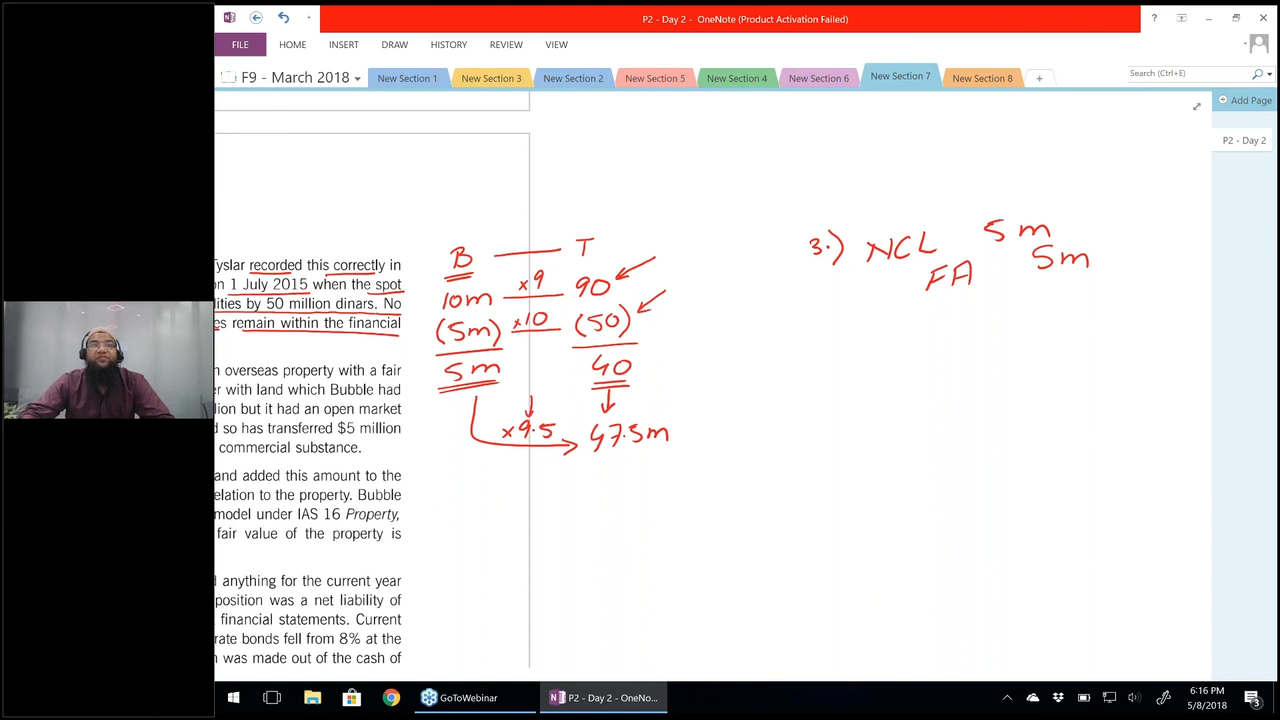 P2 - Day 2 - OneNote (Product Activation Failed)
FILE HOME INSERT DRAW HISTORY REVIEW VIEW
F9 - March 2018 New Section 1 New Section 3 New Section 2 New Section 5 New Section 4 New Section 6 New Section 7 New Section 8
Search (Ctrl+E)
Add Page
P2 - Day 2
yslar recorded this correctly in
on 1 July 2015 when the spot
lities by 50 million dinars. No
es remain within the financial
n overseas property with a fair
er with land which Bubble had
llion but it had an open market
d so has transferred $5 million
commercial substance.
and added this amount to the
elation to the property. Bubble
model under IAS 16 Property,
fair value of the property is
d anything for the current year
position was a net liability of
financial statements. Current
rate bonds fell from 8% at the
n was made out of the cash of
B T
10m ×9 90
(5m) ×10 (50)
5m 40
×9.5 47.5m
3.) NCL 5m
FA 5m
GoToWebinar P2 - Day 2 - OneNo...
6:16 PM
5/8/2018
3